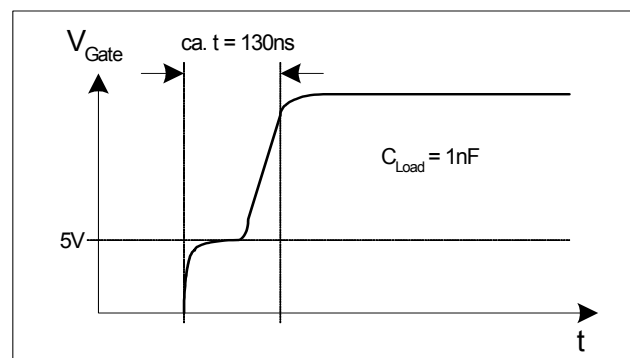 V_Gate
ca. t = 130ns
C_Load = 1nF
5V
t